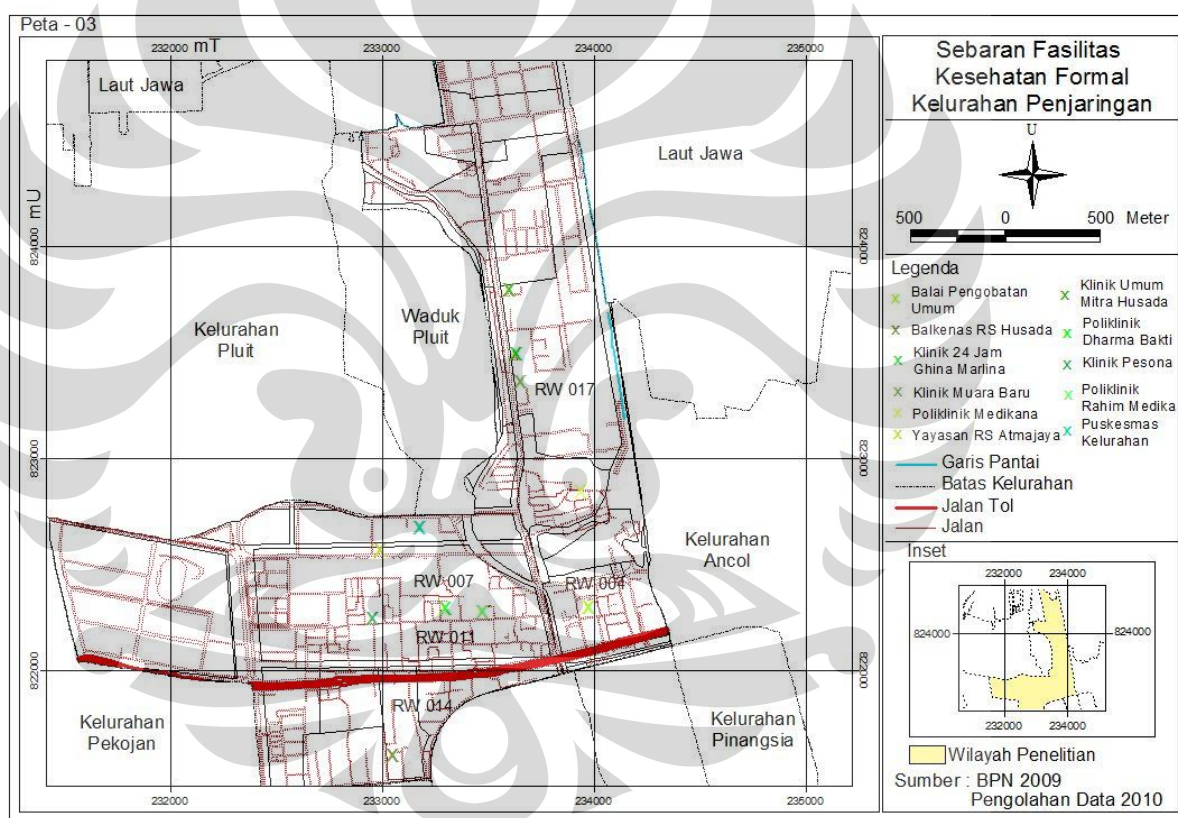 Peta - 03
232000
mT
233000
234000
235000
Laut Jawa
Laut Jawa
mU
824000
824000
Kelurahan
Pluit
Waduk
Pluit
RW 017
823000
823000
Kelurahan
Ancol
RW 007
RW 004
RW 011
822000
822000
RW 014
Kelurahan
Pekojan
Kelurahan
Pinangsia
232000
233000
234000
235000
Sebaran Fasilitas
Kesehatan Formal
Kelurahan Penjaringan
U
500 0 500 Meter
Legenda
Balai Pengobatan
Umum
Balkenas RS Husada
Klinik 24 Jam
Ghina Marlina
Klinik Muara Baru
Poliklinik Medikana
Yayasan RS Atmajaya
Klinik Umum
Mitra Husada
Poliklinik
Dharma Bakti
Klinik Pesona
Poliklinik
Rahim Medika
Puskesmas
Kelurahan
Garis Pantai
Batas Kelurahan
Jalan Tol
Jalan
Inset
232000 234000
824000
824000
232000 234000
Wilayah Penelitian
Sumber : BPN 2009
Pengolahan Data 2010